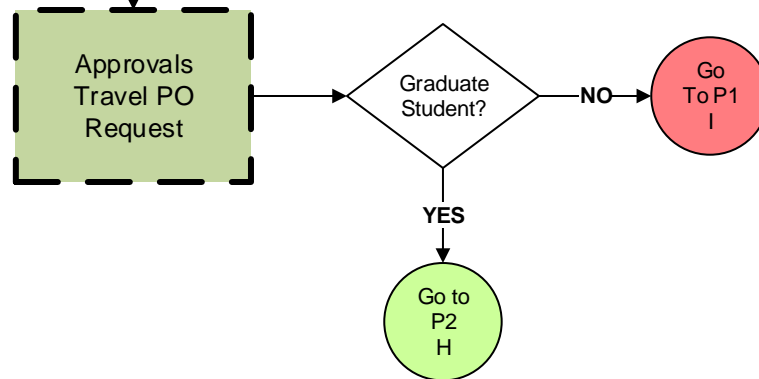 Approvals
Travel PO
Request
Graduate
Student?
NO
Go
To P1
I
YES
Go to
P2
H